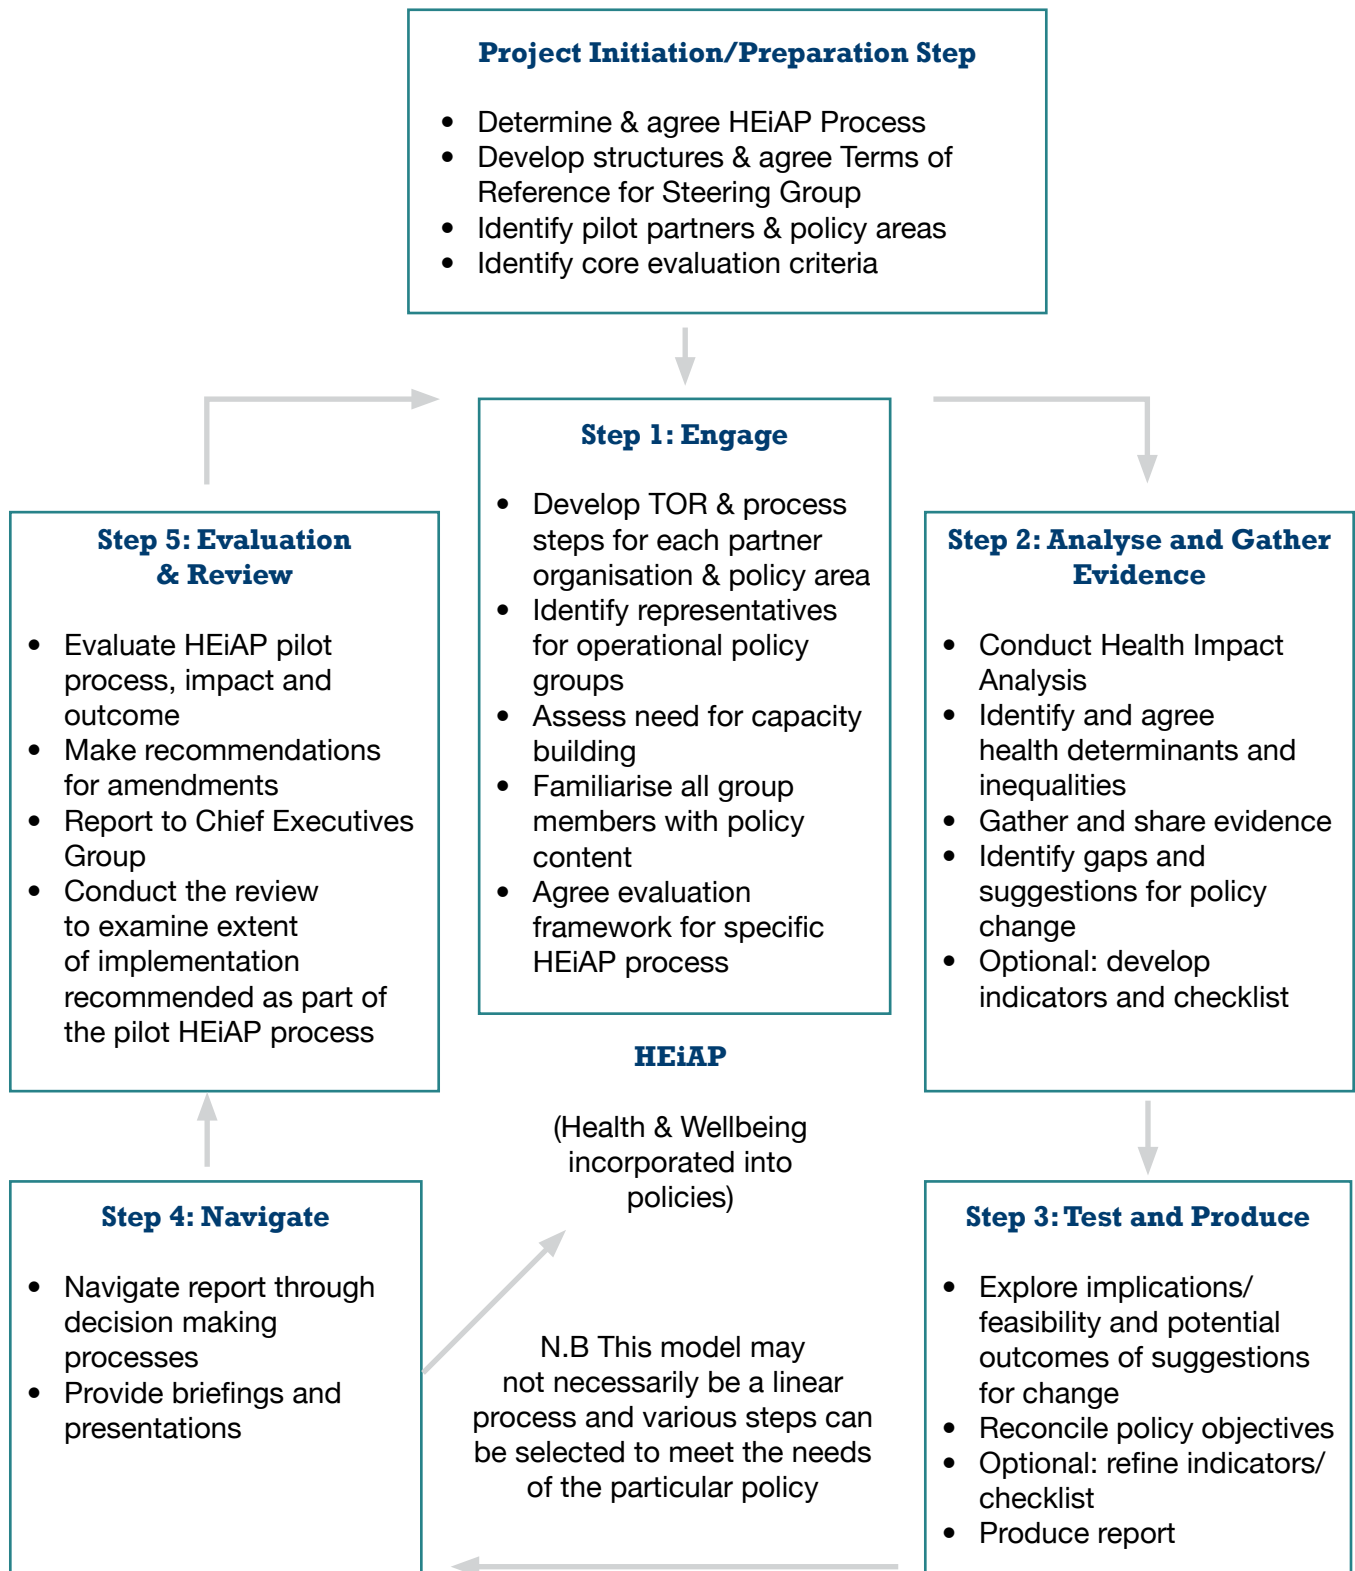 Project Initiation/Preparation Step
• Determine & agree HEiAP Process
• Develop structures & agree Terms of
Reference for Steering Group
• Identify pilot partners & policy areas
• Identify core evaluation criteria
Step 1: Engage
• Develop TOR & process
steps for each partner
organisation & policy area
• Identify representatives
for operational policy
groups
• Assess need for capacity
building
• Familiarise all group
members with policy
content
• Agree evaluation
framework for specific
HEiAP process
Step 2: Analyse and Gather
Evidence
• Conduct Health Impact
Analysis
• Identify and agree
health determinants and
inequalities
• Gather and share evidence
• Identify gaps and
suggestions for policy
change
• Optional: develop
indicators and checklist
Step 3: Test and Produce
• Explore implications/
feasibility and potential
outcomes of suggestions
for change
• Reconcile policy objectives
• Optional: refine indicators/
checklist
• Produce report
Step 4: Navigate
• Navigate report through
decision making
processes
• Provide briefings and
presentations
Step 5: Evaluation
& Review
• Evaluate HEiAP pilot
process, impact and
outcome
• Make recommendations
for amendments
• Report to Chief Executives
Group
• Conduct the review
to examine extent
of implementation
recommended as part of
the pilot HEiAP process
HEiAP
(Health & Wellbeing
incorporated into
policies)
N.B This model may
not necessarily be a linear
process and various steps can
be selected to meet the needs
of the particular policy